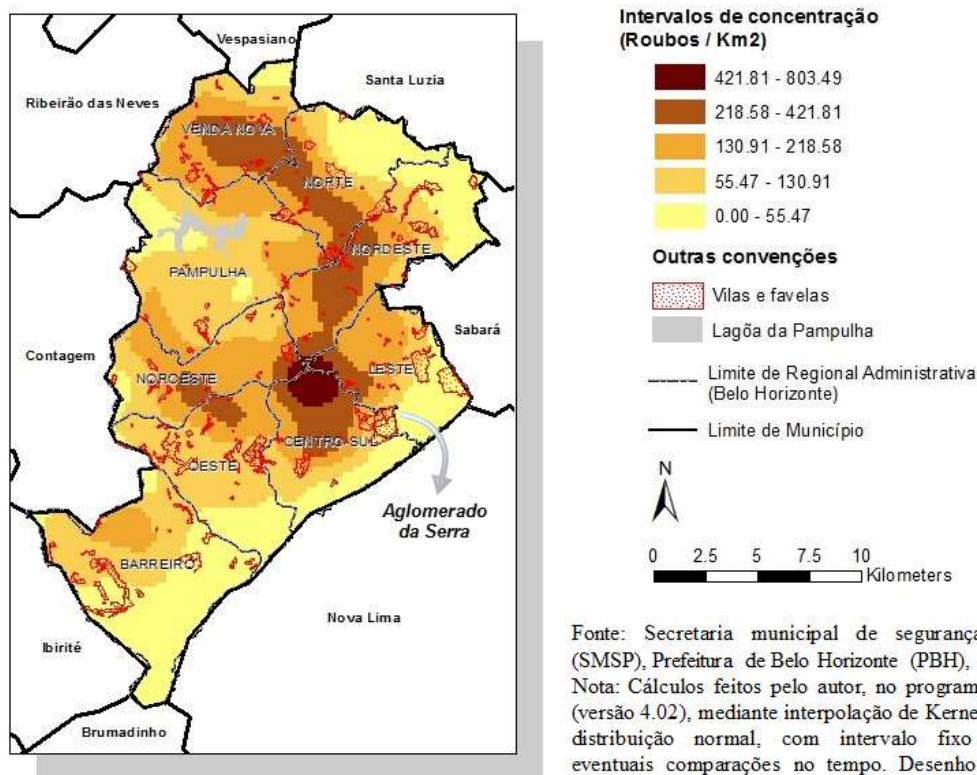 Vespasiano
Santa Luzia
Ribeirão das Neves
VENDA NOVA
NORTE
NORDESTE
PAMPULHA
Sabará
Contagem
NOROESTE
LESTE
CENTRO SUL
OESTE
Aglomerado
da Serra
BARREIRO
Nova Lima
Ibirité
Brumadinho
Intervalos de concentração
(Roubos / Km2)
421.81 - 803.49
218.58 - 421.81
130.91 - 218.58
55.47 - 130.91
0.00 - 55.47
Outras convenções
Vilas e favelas
Lagõa da Pampulha
Limite de Regional Administrativa
(Belo Horizonte)
Limite de Município
N
0 2.5 5 7.5 10
Kilometers
Fonte: Secretaria municipal de segurança
(SMSP), Prefeitura de Belo Horizonte (PBH),
Nota: Cálculos feitos pelo autor, no program
(versão 4.02), mediante interpolação de Kerne
distribuição normal, com intervalo fixo
eventuais comparações no tempo. Desenho